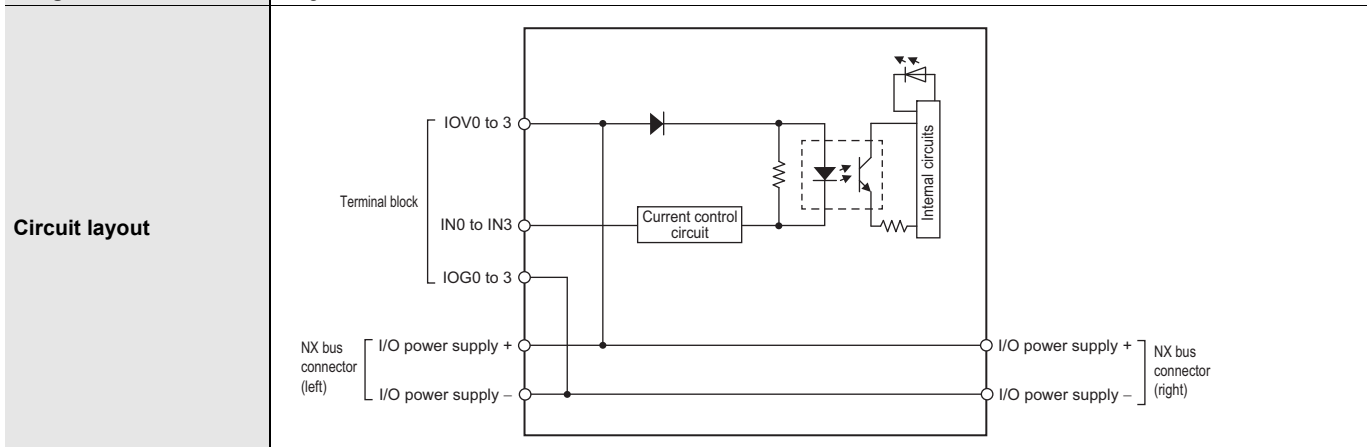 Circuit layout
IOV0 to 3
Terminal block
IN0 to IN3
IOG0 to 3
Current control
circuit
Internal circuits
NX bus
connector
(left)
I/O power supply +
I/O power supply −
I/O power supply +
I/O power supply −
NX bus
connector
(right)